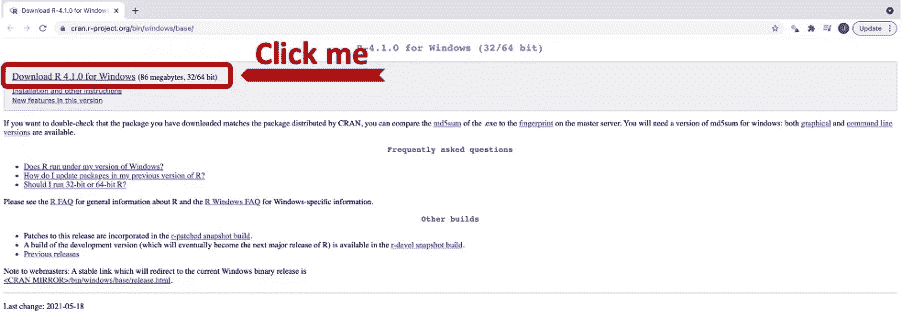 Download R-4.1.0 for Windows
cran.r-project.org/bin/windows/base/
Update
R-4.1.0 for Windows (32/64 bit)
Click me
Download R 4.1.0 for Windows (86 megabytes, 32/64 bit)
Installation and other instructions
New features in this version
If you want to double-check that the package you have downloaded matches the package distributed by CRAN, you can compare the md5sum of the .exe to the fingerprint on the master server. You will need a version of md5sum for windows: both graphical and command line
versions are available.
Frequently asked questions
Does R run under my version of Windows?
How do I update packages in my previous version of R?
Should I run 32-bit or 64-bit R?
Please see the R FAQ for general information about R and the R Windows FAQ for Windows-specific information.
Other builds
Patches to this release are incorporated in the r-patched snapshot build.
A build of the development version (which will eventually become the next major release of R) is available in the r-devel snapshot build.
Previous releases
Note to webmasters: A stable link which will redirect to the current Windows binary release is
<CRAN MIRROR>/bin/windows/base/release.html.
Last change: 2021-05-18